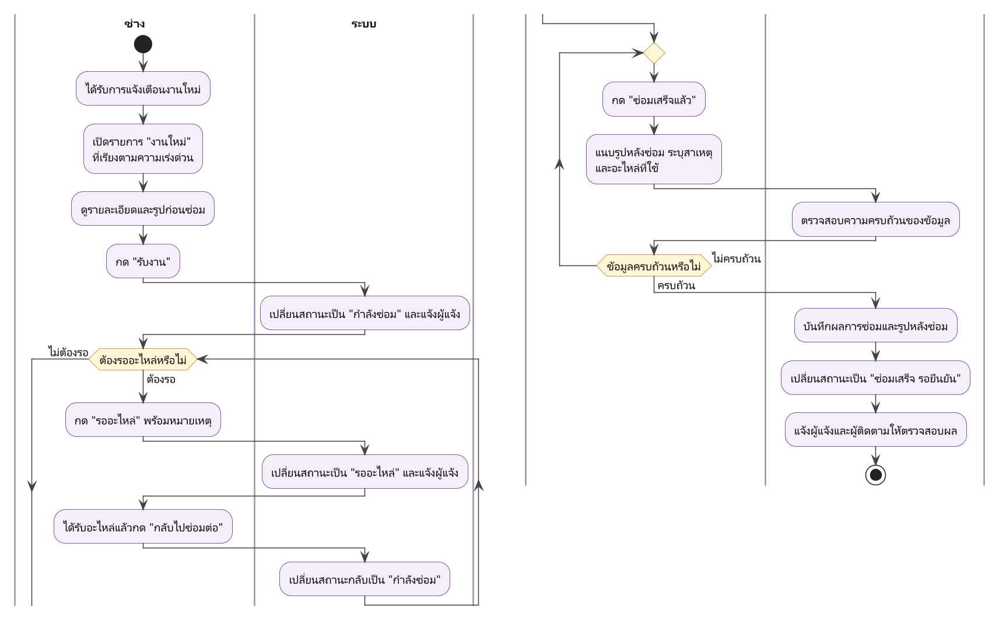 ช่าง
ระบบ
ได้รับการแจ้งเตือนงานใหม่
เปิดรายการ "งานใหม่"
ที่เรียงตามความเร่งด่วน
ดูรายละเอียดและรูปก่อนซ่อม
กด "รับงาน"
เปลี่ยนสถานะเป็น "กำลังซ่อม" และแจ้งผู้แจ้ง
ไม่ต้องรอ
ต้องรออะไหล่หรือไม่
ต้องรอ
กด "รออะไหล่" พร้อมหมายเหตุ
เปลี่ยนสถานะเป็น "รออะไหล่" และแจ้งผู้แจ้ง
ได้รับอะไหล่แล้วกด "กลับไปซ่อมต่อ"
เปลี่ยนสถานะกลับเป็น "กำลังซ่อม"
กด "ซ่อมเสร็จแล้ว"
แนบรูปหลังซ่อม ระบุสาเหตุ
และอะไหล่ที่ใช้
ตรวจสอบความครบถ้วนของข้อมูล
ข้อมูลครบถ้วนหรือไม่
ไม่ครบถ้วน
ครบถ้วน
บันทึกผลการซ่อมและรูปหลังซ่อม
เปลี่ยนสถานะเป็น "ซ่อมเสร็จ รอยืนยัน"
แจ้งผู้แจ้งและผู้ติดตามให้ตรวจสอบผล